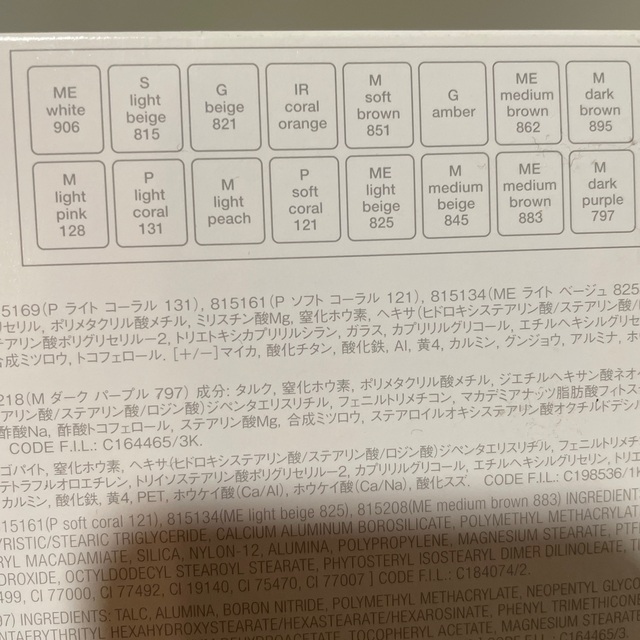 ME
white
906
S
light
beige
815
G
beige
821
IR
coral
orange
M
soft
brown
851
G
amber
ME
medium
brown
862
M
dark
brown
895
M
light
pink
128
P
light
coral
131
M
light
peach
P
soft
coral
121
ME
light
beige
825
M
medium
beige
845
ME
medium
brown
883
M
dark
purple
797
5169(P ライト コーラル 131), 815161(P ソフト コーラル 121), 815134(ME ライト ベージュ 825
リセリル, ポリメタクリル酸メチル, ミリスチン酸Mg, 窒化ホウ素, ヘキサ(ヒドロキシステアリン酸/ステアリン酸/
アリン酸ポリグリセリル－2, トリエトキシカプリリルシラン, ガラス, カプリリルグリコール, エチルヘキシルグリセ
合成ミツロウ, トコフェロール. [+/－]マイカ, 酸化チタン, 酸化鉄, Al, 黄4, カルミン, グンジョウ, アルミナ, ホ
218(M ダーク パープル 797) 成分: タルク, 窒化ホウ素, ポリメタクリル酸メチル, ジエチルヘキサン酸ネオペ
アリン酸/ステアリン酸/ロジン酸)ジペンタエリスリチル, フェニルトリメチコン, マカデミアナッツ脂肪酸フィトス
酢酸Na, 酢酸トコフェロール, ステアリン酸Mg, 合成ミツロウ, ステアロイルオキシステアリン酸オクチルドデシル
CODE F.I.L.: C164465/3K.
ゴバイト, 窒化ホウ素, ヘキサ(ヒドロキシステアリン酸/ステアリン酸/ロジン酸)ジペンタエリスリチル, フェニルトリメチ
テトラフルオロエチレン, トリイソステアリン酸ポリグリセリル－2, カプリリルグリコール, エチルヘキシルグリセリン, トリエ
カルミン, 酸化鉄, 黄4, PET, ホウケイ酸(Ca/Al), ホウケイ酸(Ca/Na), 酸化スズ. CODE F.I.L.: C198536/1
15161(P soft coral 121), 815134(ME light beige 825), 815208(ME medium brown 883) INGREDIENT
YRISTIC/STEARIC TRIGLYCERIDE, CALCIUM ALUMINUM BOROSILICATE, POLYMETHYL METHACRYLAT
RYL MACADAMIATE, SILICA, NYLON-12, ALUMINA, POLYPROPYLENE, MAGNESIUM STEARATE, PTF
DROXIDE, OCTYLDODECYL STEAROYL STEARATE, PHYTOSTERYL ISOSTEARYL DIMER DILINOLEATE, T
499, CI 77000, CI 77492, CI 19140, CI 75470, CI 77007 ] CODE F.I.L.: C184074/2.
97) INGREDIENTS: TALC, ALUMINA, BORON NITRIDE, POLYMETHYL METHACRYLATE, NEOPENTYL GLYCO
NTAERYTHRITYL HEXAHYDROXYSTEARATE/HEXASTEARATE/HEXAROSINATE, PHENYL TRIMETHICONE
TOCOPHERYL ACETATE, MAGNESIUM STEAR